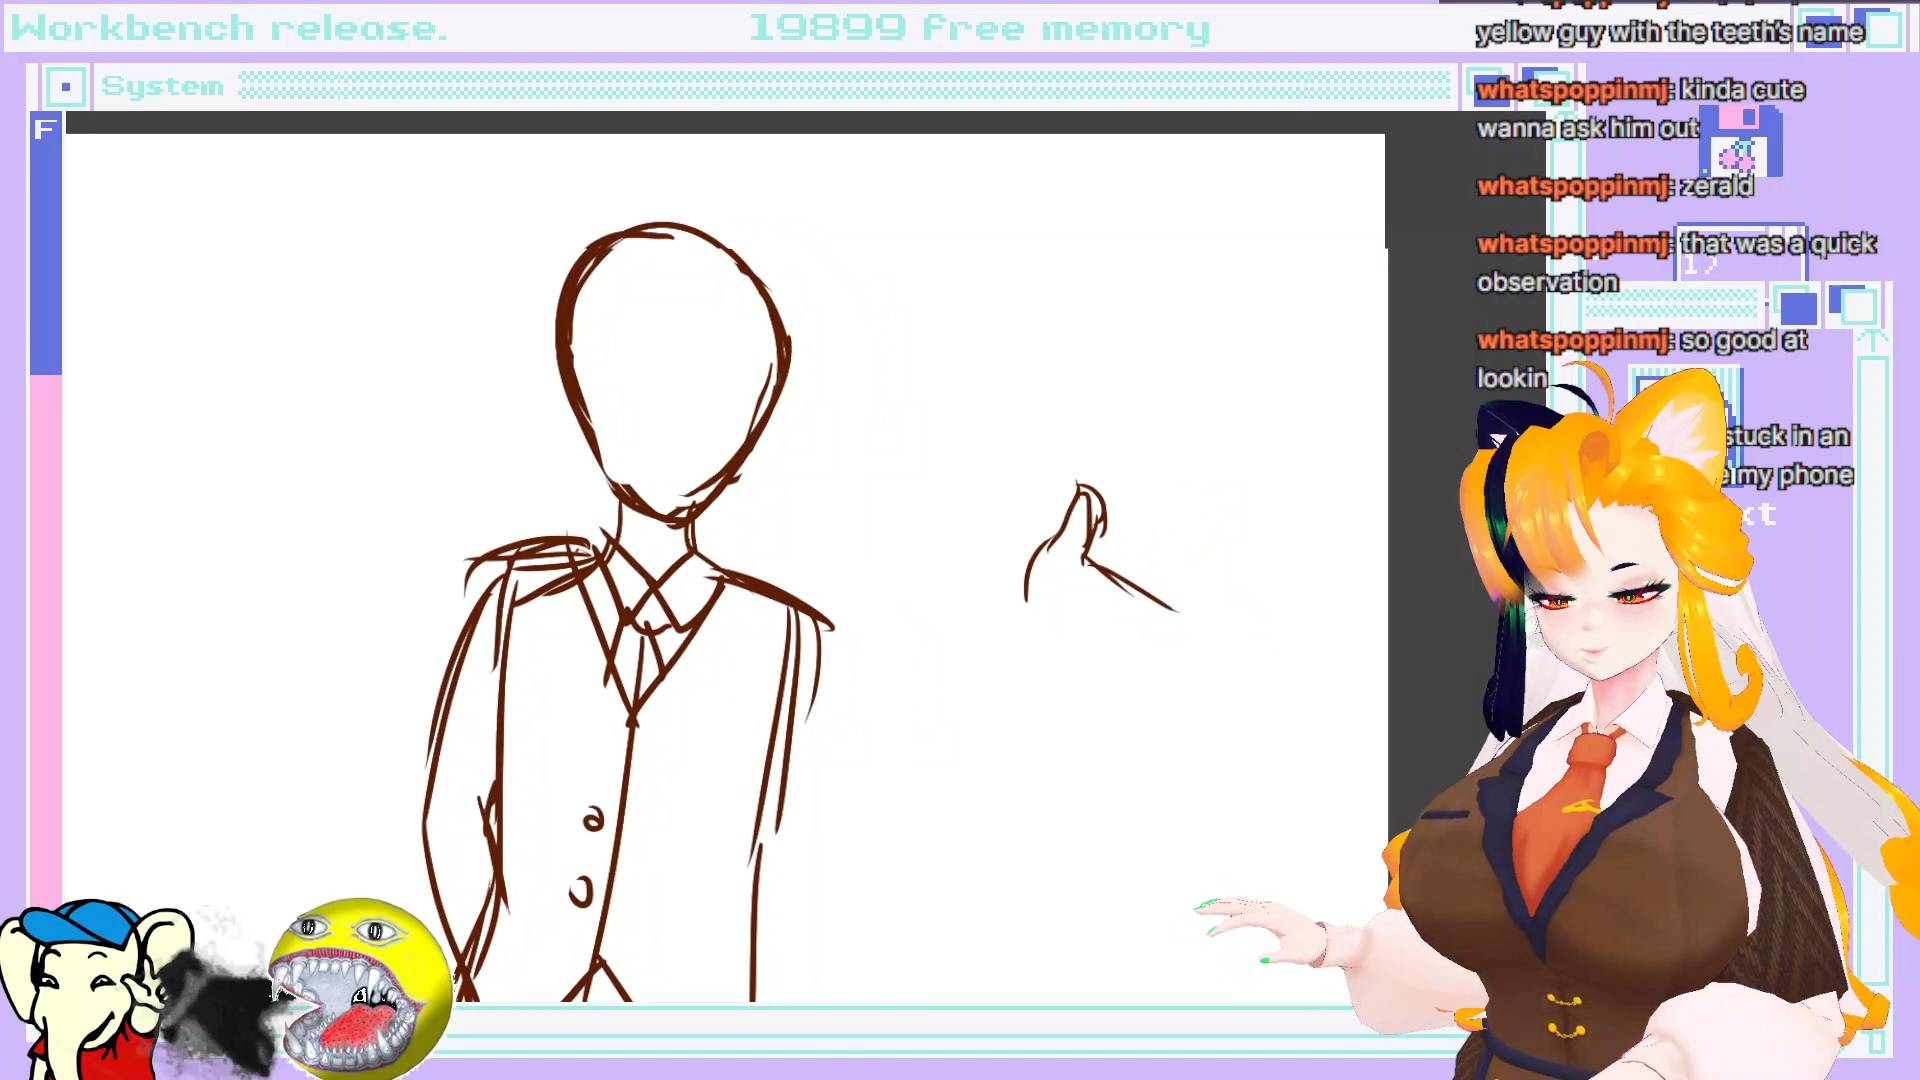 Workbench release.
19899 free memory
System
F
yellow guy with the teeth's name
whatspoppinmj: kinda cute
wanna ask him out
whatspoppinmj: zerald
whatspoppinmj: that was a quick
observation
whatspoppinmj: so good at
lookin
stuck in an
my phone